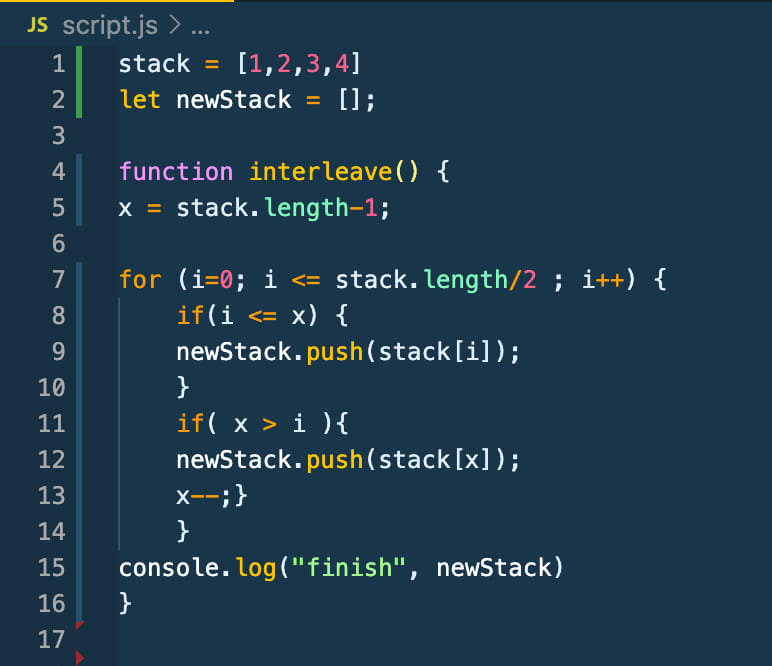 JS script.js > ...
1 stack = [1,2,3,4]
2 let newStack = [];
3
4 function interleave() {
5 x = stack.length-1;
6
7 for (i=0; i <= stack.length/2 ; i++) {
8     if(i <= x) {
9     newStack.push(stack[i]);
10     }
11     if( x > i ){
12     newStack.push(stack[x]);
13     x--;}
14     }
15 console.log("finish", newStack)
16 }
17